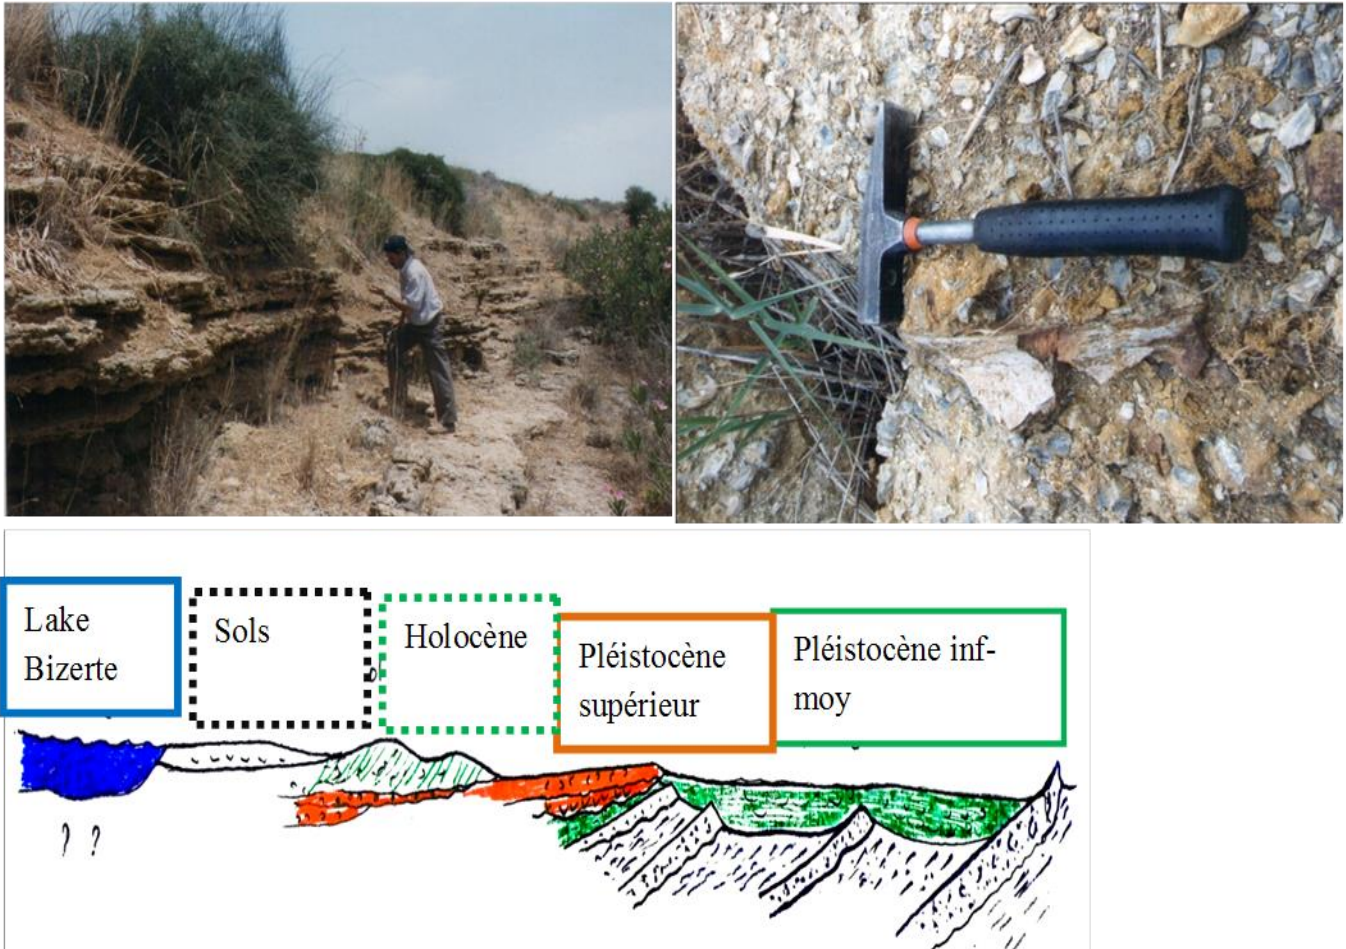 Lake
Bizerte
Sols
Holocène
Pléistocène
supérieur
Pléistocène inf-
moy
? ?